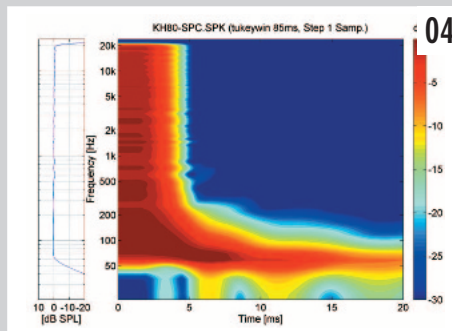 KH80-SPC.SPK (tukeywin 85ms, Step 1 Samp.)
04
20k
10k
5k
2k
1k
500
200
100
50
Frequency [Hz]
10 0 -10 -20
[dB SPL]
0 5 10 15 20
Time [ms]
-5
-10
-15
-20
-25
-30